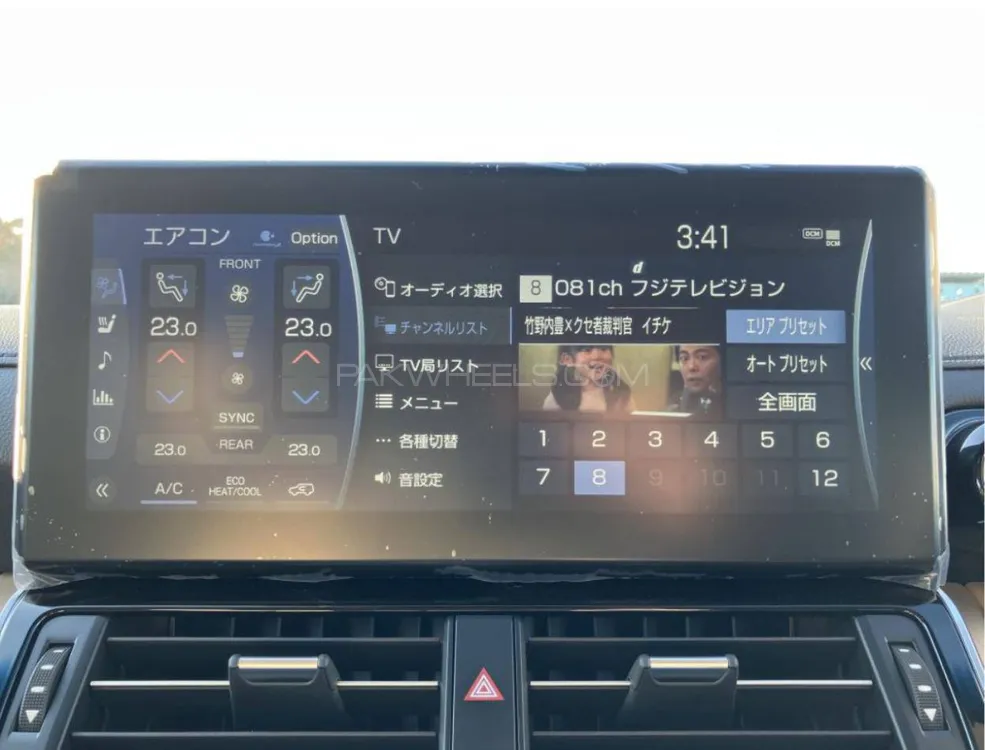 エアコン
Option
TV
3:41
DCM
DCM
FRONT
オーディオ選択
8 081ch フジテレビジョン
23.0
23.0
チャンネルリスト
竹野内豊×クセ者裁判官 イチケ
エリア プリセット
TV局リスト
オート プリセット
PAKWHEELS.COM
メニュー
全画面
SYNC
各種切替
1 2 3 4 5 6
REAR
23.0
23.0
音設定
7 8 9 10 11 12
A/C
ECO
HEAT/COOL